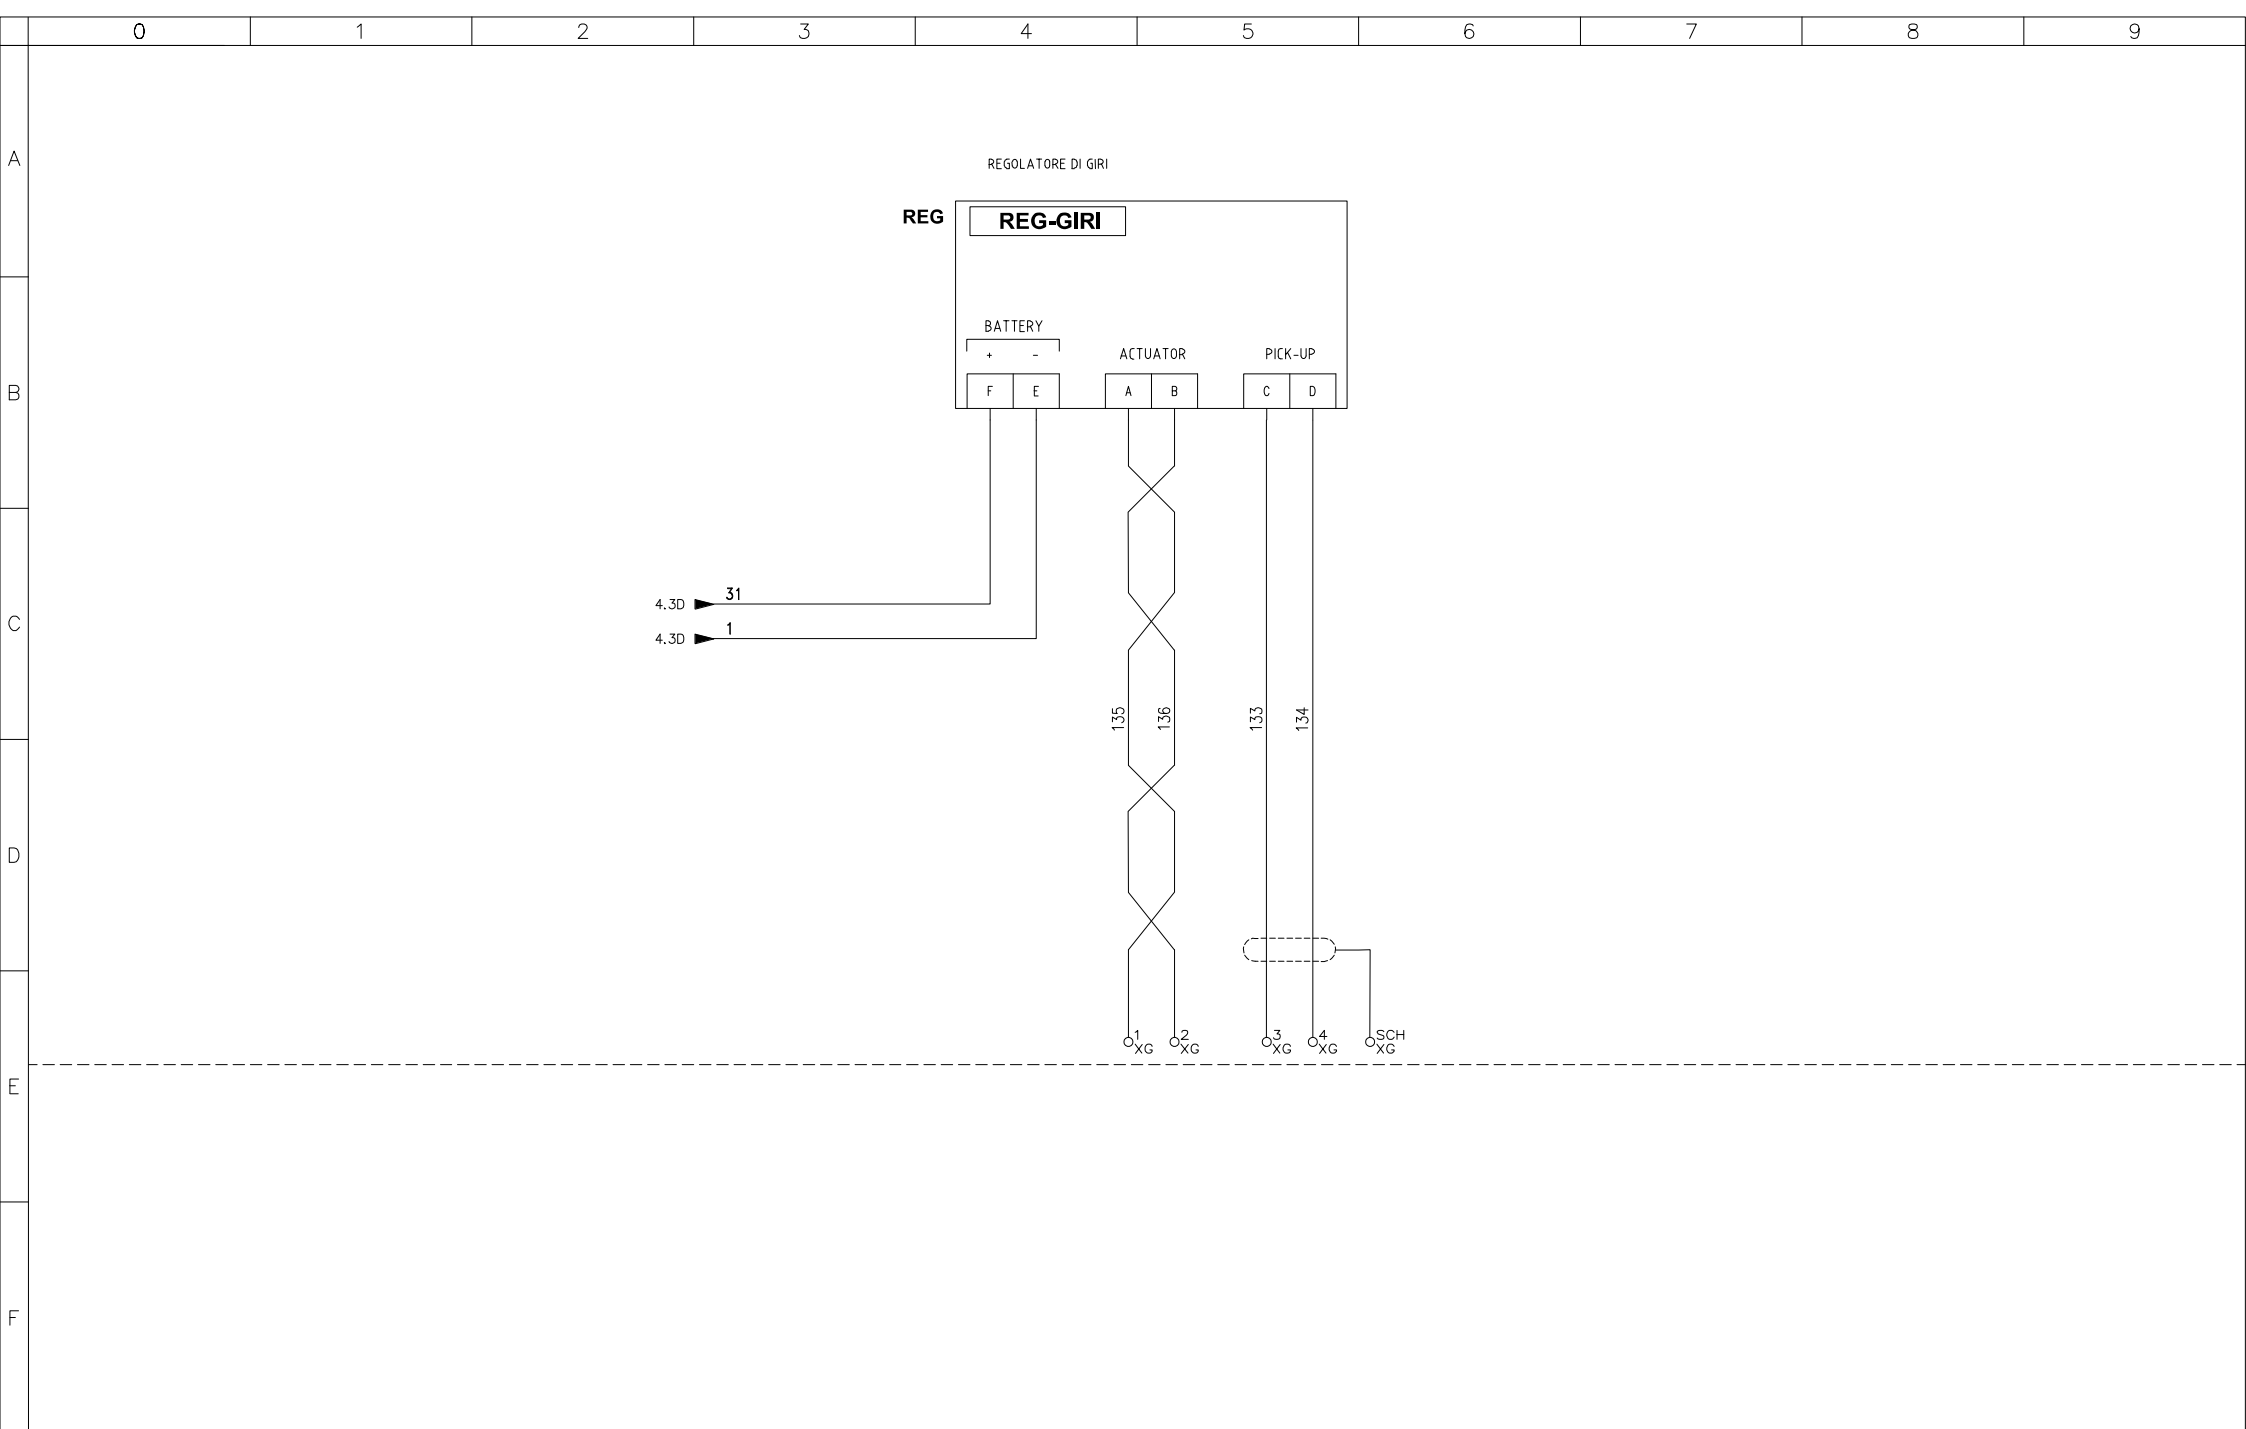 0 1 2 3 4 5 6 7 8 9
A
REGOLATORE DI GIRI
REG
REG-GIRI
BATTERY
+ -
ACTUATOR
PICK-UP
B
F E A B C D
31
4.3D
C
1
4.3D
135 136 133 134
D
1 2 3 4 SCH
XG XG XG XG XG
E
F